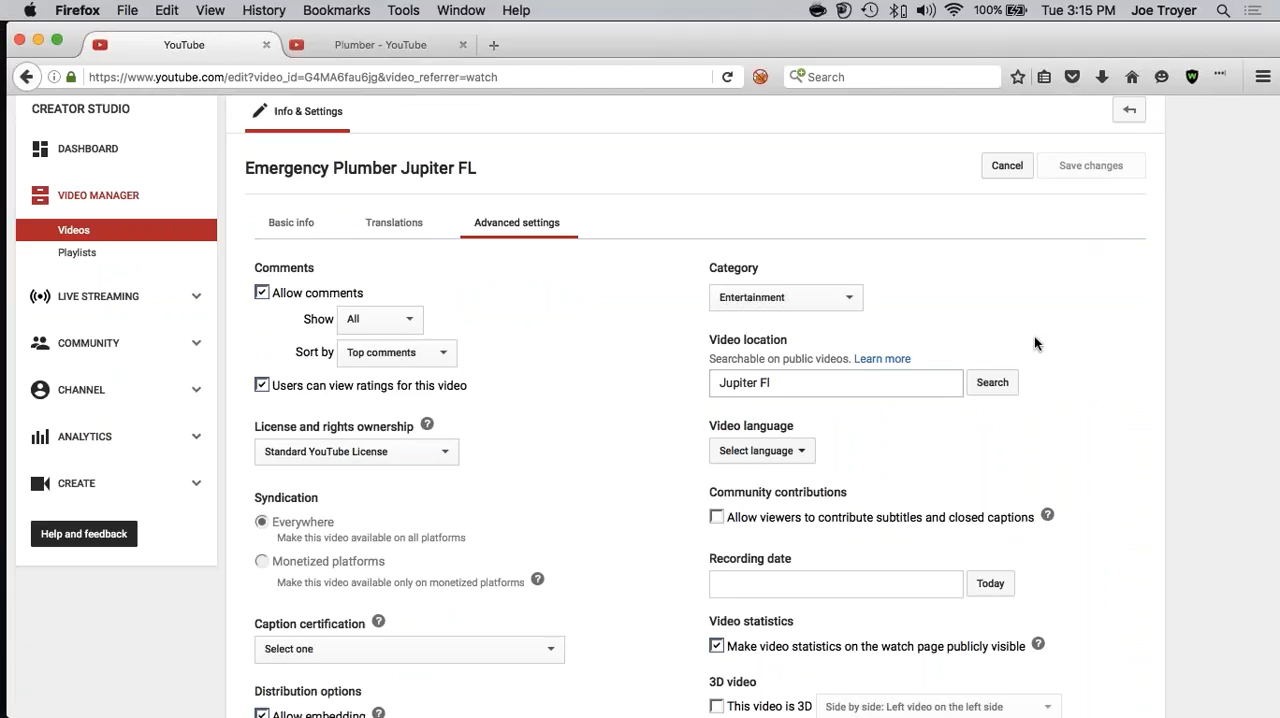 Firefox File Edit View History Bookmarks Tools Window Help 100% Tue 3:15 PM Joe Troyer
YouTube Plumber - YouTube
https://www.youtube.com/edit?video_id=G4MA6fau6jg&video_referrer=watch Search
CREATOR STUDIO
DASHBOARD
VIDEO MANAGER
Videos
Playlists
LIVE STREAMING
COMMUNITY
CHANNEL
ANALYTICS
CREATE
Help and feedback
Info & Settings
Emergency Plumber Jupiter FL Cancel Save changes
Basic info Translations Advanced settings
Comments
Allow comments
Show All
Sort by Top comments
Users can view ratings for this video
License and rights ownership ?
Standard YouTube License
Syndication
Everywhere
Make this video available on all platforms
Monetized platforms
Make this video available only on monetized platforms ?
Caption certification ?
Select one
Distribution options
Allow embedding ?
Category
Entertainment
Video location
Searchable on public videos. Learn more
Jupiter Fl Search
Video language
Select language
Community contributions
Allow viewers to contribute subtitles and closed captions ?
Recording date
Today
Video statistics
Make video statistics on the watch page publicly visible ?
3D video
This video is 3D Side by side: Left video on the left side